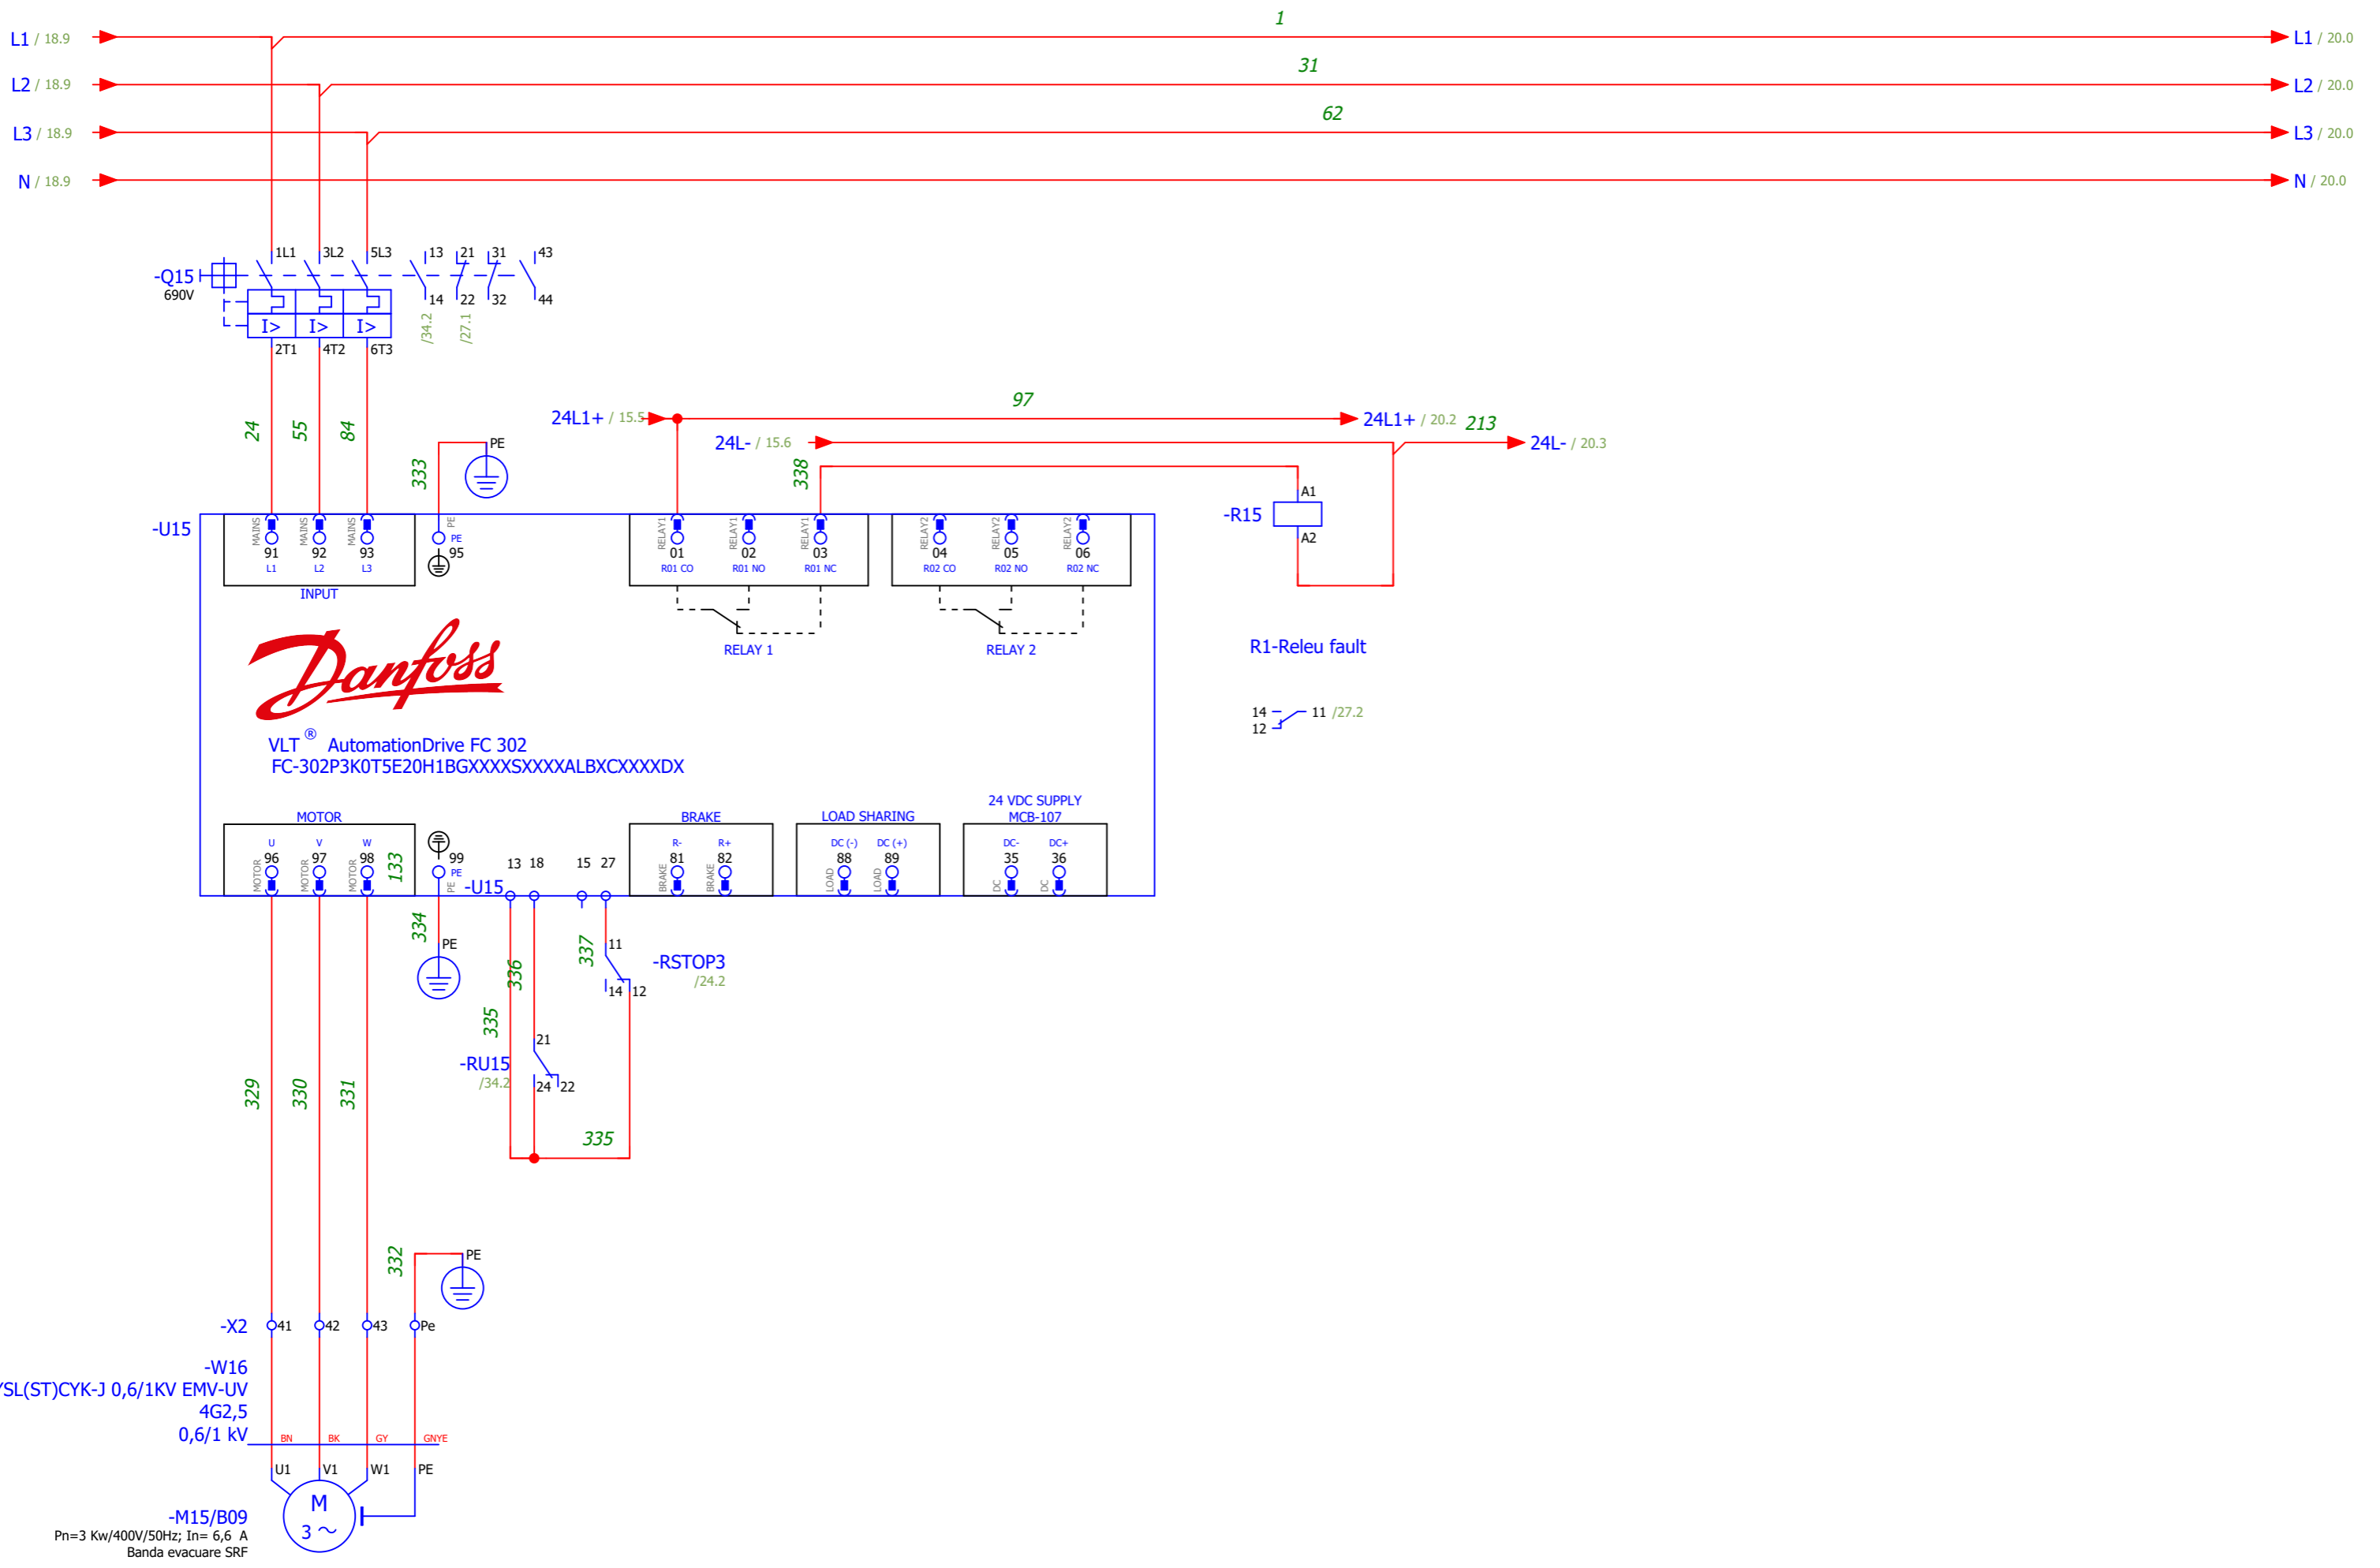 1
L1 / 18.9
L1 / 20.0
31
L2 / 18.9
L2 / 20.0
62
L3 / 18.9
L3 / 20.0
N / 18.9
N / 20.0
1L1 3L2 5L3 13 21 31 43
-Q15
690V
14 22 32 44
I> I> I>
/34.2 /27.1
2T1 4T2 6T3
97
24L1+ / 15.5
24L1+ / 20.2
213
24 55 84
24L- / 15.6
24L- / 20.3
PE
333
338
A1
-R15
A2
-U15
MAINS MAINS MAINS PE RELAY1 RELAY1 RELAY1 RELAY2 RELAY2 RELAY2
PE
91 92 93 95 01 02 03 04 05 06
L1 L2 L3 R01 CO R01 NO R01 NC R02 CO R02 NO R02 NC
INPUT
RELAY 1
RELAY 2
R1-Releu fault
Danfoss
14 11 /27.2
12
VLT ® AutomationDrive FC 302
FC-302P3K0T5E20H1BGXXXXSXXXXALBXCXXXXDX
24 VDC SUPPLY
MOTOR BRAKE LOAD SHARING MCB-107
U V W R- R+ DC (-) DC (+) DC- DC+
96 97 98 133 99 13 18 15 27 81 82 88 89 35 36
PE
MOTOR MOTOR MOTOR PE BRAKE BRAKE LOAD LOAD DC DC
-U15
334
PE
336
337
11
-RSTOP3
/24.2
14 12
335
21
-RU15
/34.2
24 22
329 330 331
335
332
PE
-X2 41 42 43 Pe
-W16
YSL(ST)CYK-J 0,6/1KV EMV-UV
4G2,5
0,6/1 kV
BN BK GY GNYE
U1 V1 W1 PE
M
3 ~
-M15/B09
Pn=3 Kw/400V/50Hz; In= 6,6 A
Banda evacuare SRF